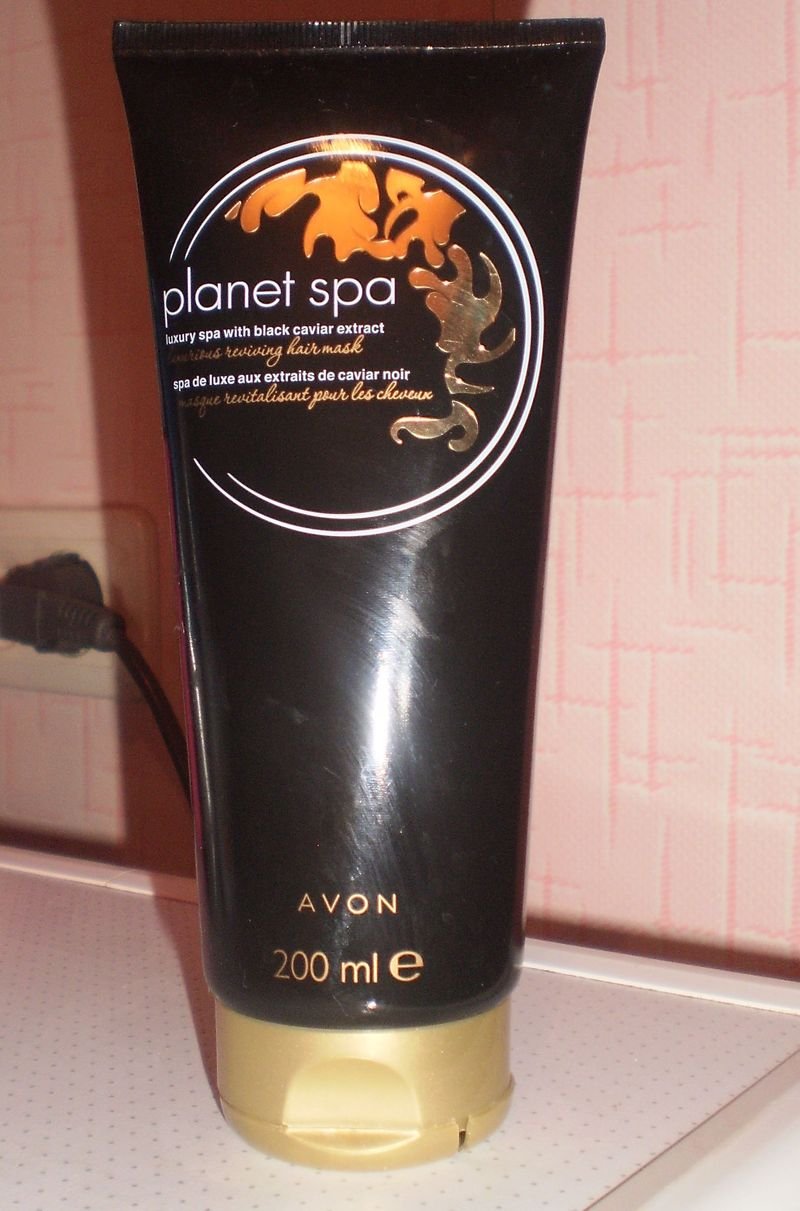 planet spa
luxury spa with black caviar extract
luxurious reviving hair mask
spa de luxe aux extraits de caviar noir
masque revitalisant pour les cheveux
AVON
200 ml ℮